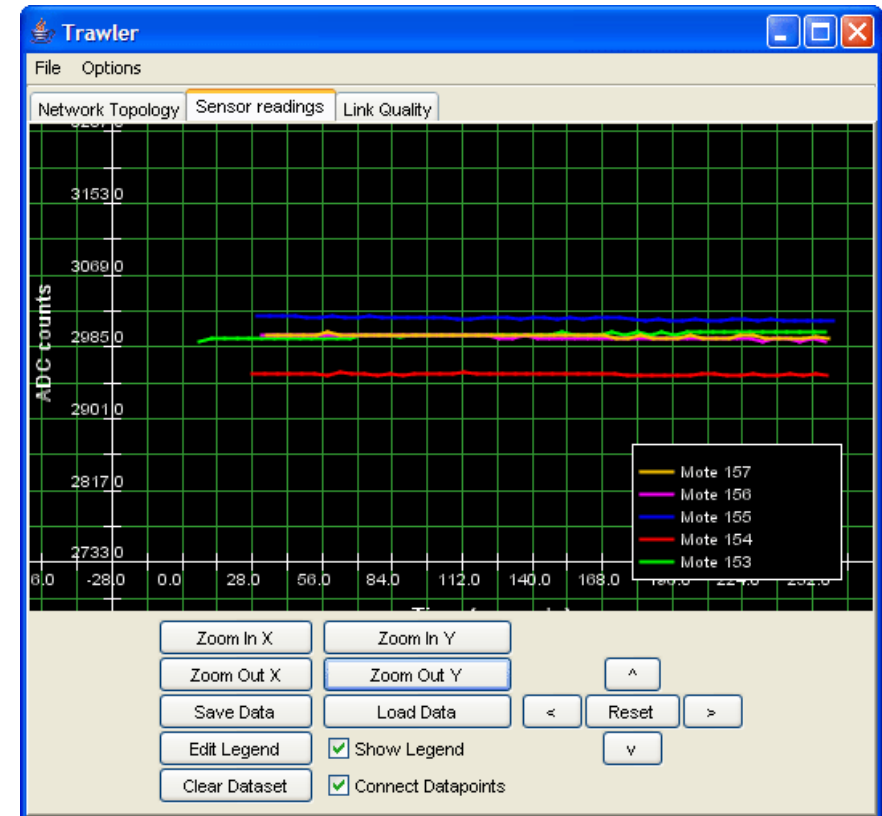 Trawler
File Options
Network Topology Sensor readings Link Quality
3153.0
3069.0
2985.0
2901.0
2817.0
2733.0
ADC counts
6.0 -28.0 0.0 28.0 56.0 84.0 112.0 140.0 168.0
Mote 157
Mote 156
Mote 155
Mote 154
Mote 153
Zoom In X Zoom In Y
Zoom Out X Zoom Out Y ^
Save Data Load Data < Reset >
Edit Legend Show Legend v
Clear Dataset Connect Datapoints